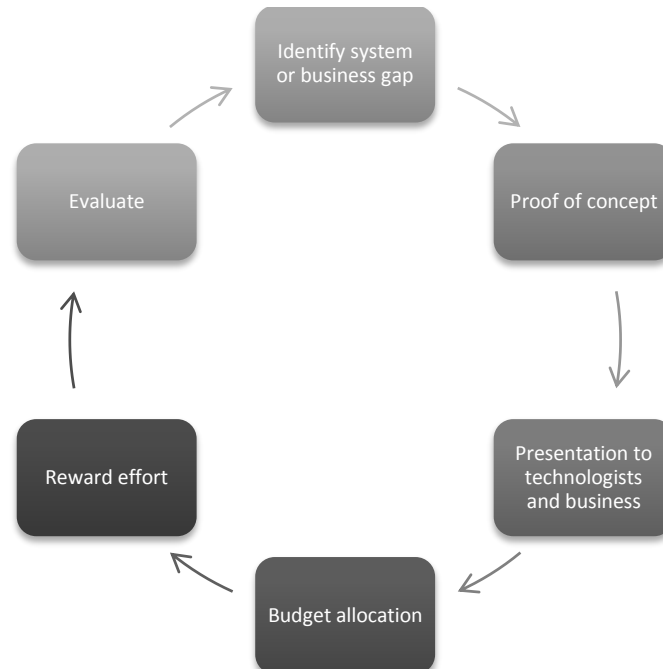 Identify system
or business gap
Proof of concept
Presentation to
technologists
and business
Budget allocation
Reward effort
Evaluate